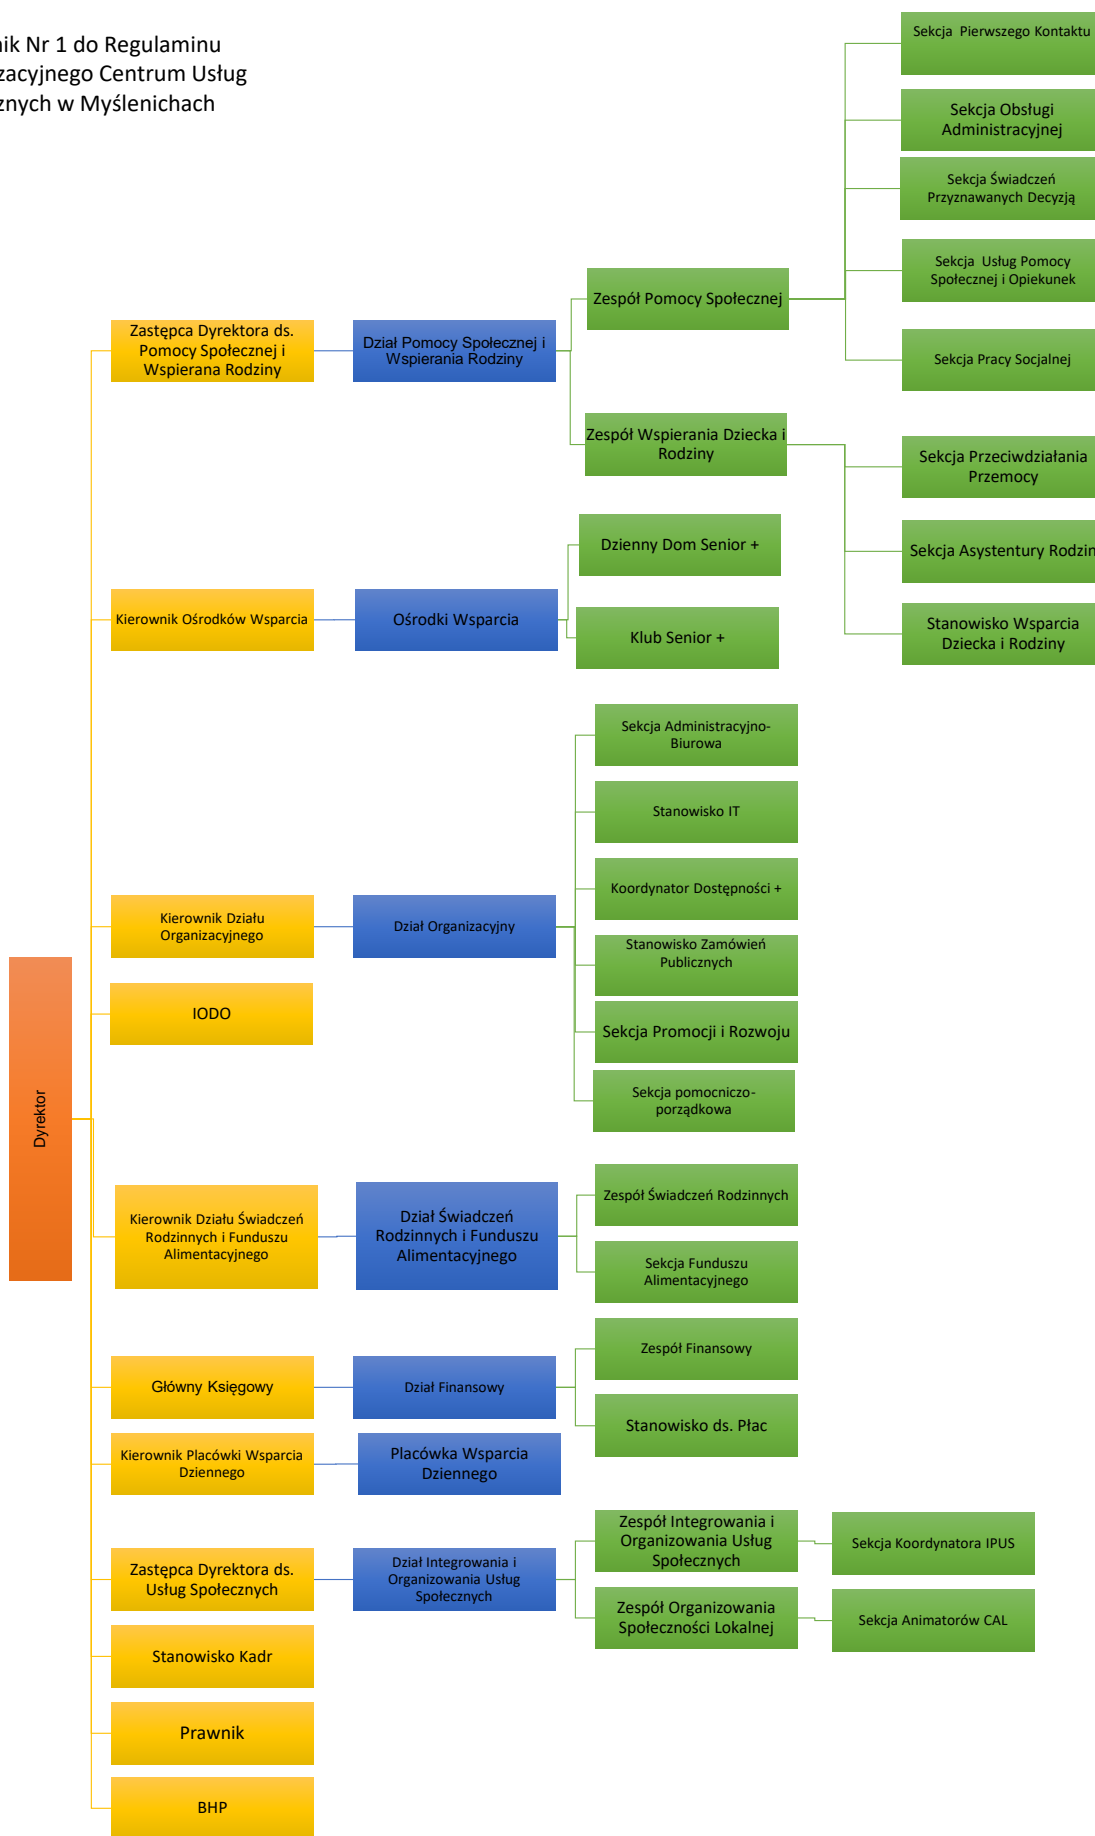 ik Nr 1 do Regulaminu
zacyjnego Centrum Usług
znych w Myślenichach
Sekcja Pierwszego Kontaktu
Sekcja Obsługi
Administracyjnej
Sekcja Świadczeń
Przyznawanych Decyzją
Sekcja Usług Pomocy
Społecznej i Opiekunek
Zespół Pomocy Społecznej
Zastępca Dyrektora ds.
Pomocy Społecznej i
Wspierana Rodziny
Dział Pomocy Społecznej i
Wspierania Rodziny
Sekcja Pracy Socjalnej
Zespół Wspierania Dziecka i
Rodziny
Sekcja Przeciwdziałania
Przemocy
Sekcja Asystentury Rodzin
Stanowisko Wsparcia
Dziecka i Rodziny
Dzienny Dom Senior +
Kierownik Ośrodków Wsparcia
Ośrodki Wsparcia
Klub Senior +
Sekcja Administracyjno-
Biurowa
Stanowisko IT
Koordynator Dostępności +
Kierownik Działu
Organizacyjnego
Dział Organizacyjny
Stanowisko Zamówień
Publicznych
IODO
Sekcja Promocji i Rozwoju
Sekcja pomocniczo-
porządkowa
Dyrektor
Zespół Świadczeń Rodzinnych
Kierownik Działu Świadczeń
Rodzinnych i Funduszu
Alimentacyjnego
Dział Świadczeń
Rodzinnych i Funduszu
Alimentacyjnego
Sekcja Funduszu
Alimentacyjnego
Zespół Finansowy
Główny Księgowy
Dział Finansowy
Stanowisko ds. Płac
Kierownik Placówki Wsparcia
Dziennego
Placówka Wsparcia
Dziennego
Zespół Integrowania i
Organizowania Usług
Społecznych
Sekcja Koordynatora IPUS
Zastępca Dyrektora ds.
Usług Społecznych
Dział Integrowania i
Organizowania Usług
Społecznych
Zespół Organizowania
Społeczności Lokalnej
Sekcja Animatorów CAL
Stanowisko Kadr
Prawnik
BHP